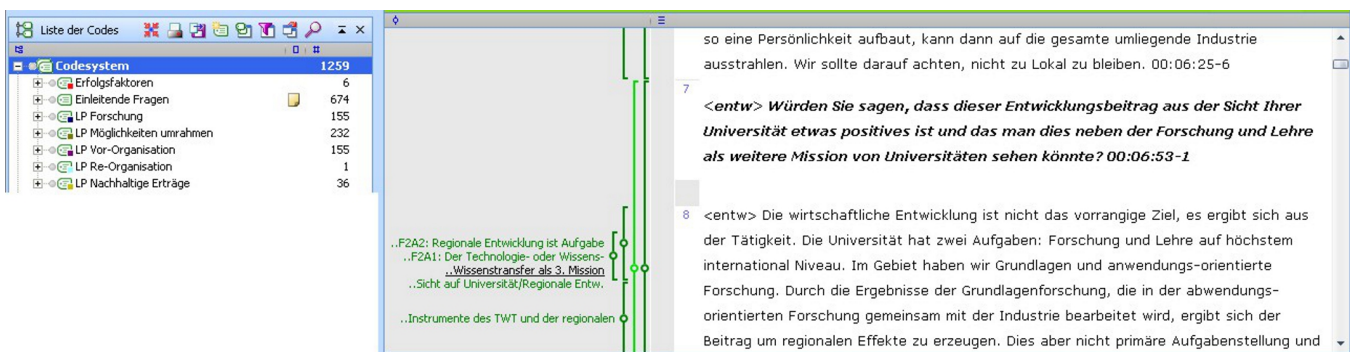 Liste der Codes
Codesystem 1259
Erfolgsfaktoren 6
Einleitende Fragen 674
LP Forschung 155
LP Möglichkeiten umrahmen 232
LP Vor-Organisation 155
LP Re-Organisation 1
LP Nachhaltige Erträge 36
..F2A2: Regionale Entwicklung ist Aufgabe
..F2A1: Der Technologie- oder Wissens-
..Wissenstransfer als 3. Mission
..Sicht auf Universität/Regionale Entw.
..Instrumente des TWT und der regionalen
so eine Persönlichkeit aufbaut, kann dann auf die gesamte umliegende Industrie
ausstrahlen. Wir sollte darauf achten, nicht zu Lokal zu bleiben. 00:06:25-6
7
<entw> Würden Sie sagen, dass dieser Entwicklungsbeitrag aus der Sicht Ihrer
Universität etwas positives ist und das man dies neben der Forschung und Lehre
als weitere Mission von Universitäten sehen könnte? 00:06:53-1
8 <entw> Die wirtschaftliche Entwicklung ist nicht das vorrangige Ziel, es ergibt sich aus
der Tätigkeit. Die Universität hat zwei Aufgaben: Forschung und Lehre auf höchstem
international Niveau. Im Gebiet haben wir Grundlagen und anwendungs-orientierte
Forschung. Durch die Ergebnisse der Grundlagenforschung, die in der abwendungs-
orientierten Forschung gemeinsam mit der Industrie bearbeitet wird, ergibt sich der
Beitrag um regionalen Effekte zu erzeugen. Dies aber nicht primäre Aufgabenstellung und